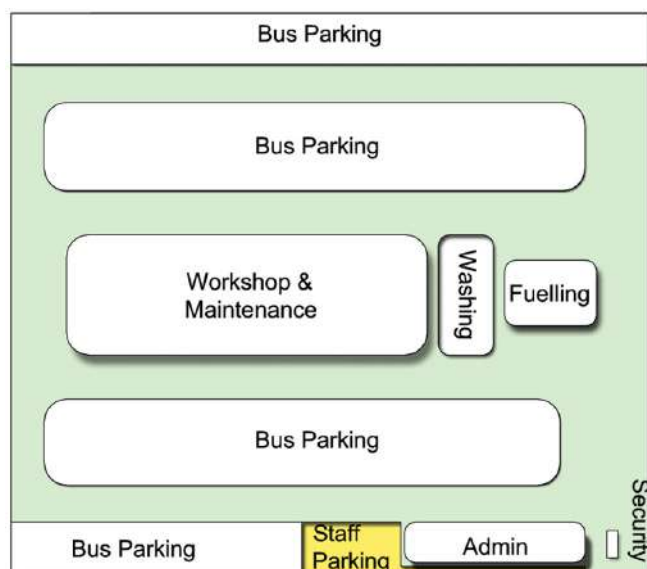 Bus Parking
Bus Parking
Workshop &
Maintenance
Washing
Fuelling
Bus Parking
Security
Bus Parking
Staff
Parking
Admin